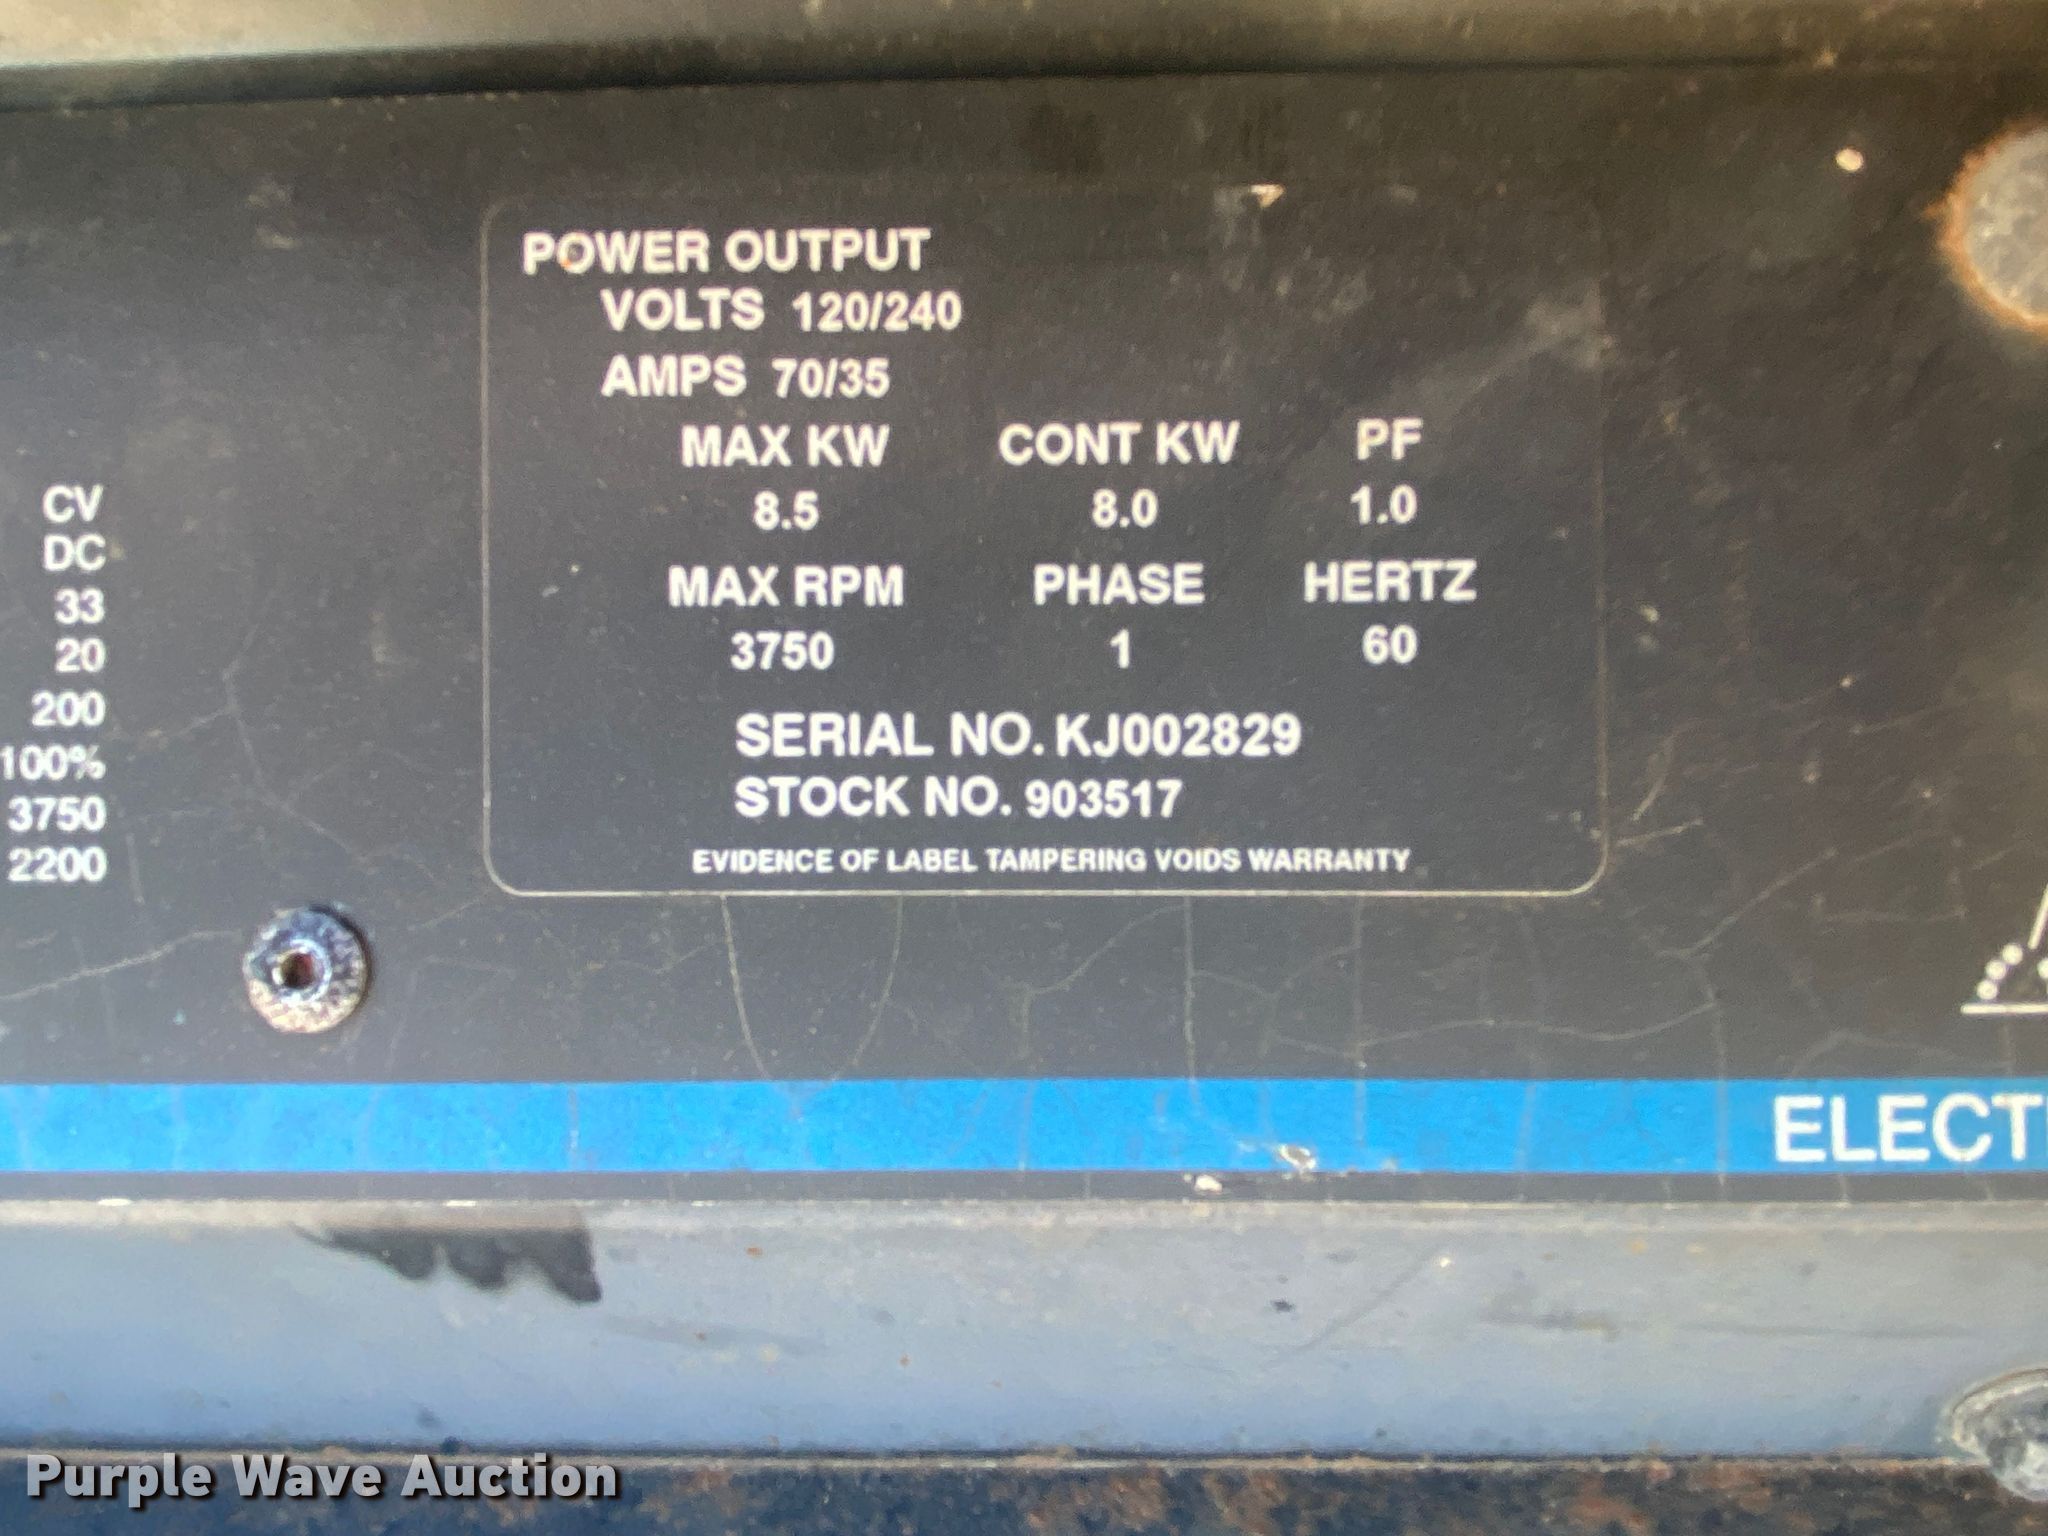 POWER OUTPUT
VOLTS 120/240
AMPS 70/35
MAX KW CONT KW PF
8.5 8.0 1.0
MAX RPM PHASE HERTZ
3750 1 60
SERIAL NO. KJ002829
STOCK NO. 903517
EVIDENCE OF LABEL TAMPERING VOIDS WARRANTY
CV
DC
33
20
200
100%
3750
2200
ELECT
Purple Wave Auction